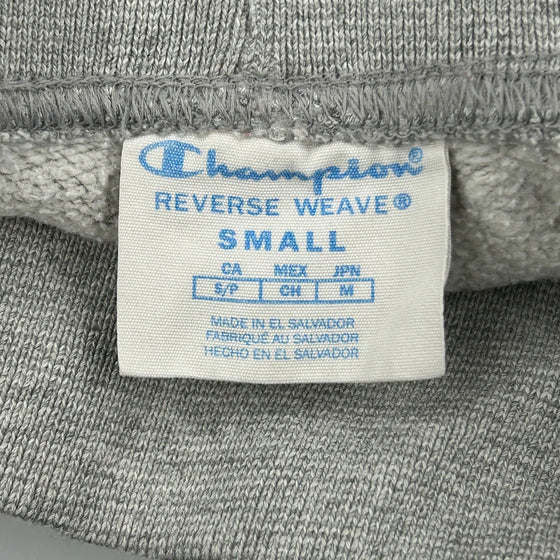 Champion®
REVERSE WEAVE®
SMALL
CA MEX JPN
S/P CH M
MADE IN EL SALVADOR
FABRIQUÉ AU SALVADOR
HECHO EN EL SALVADOR